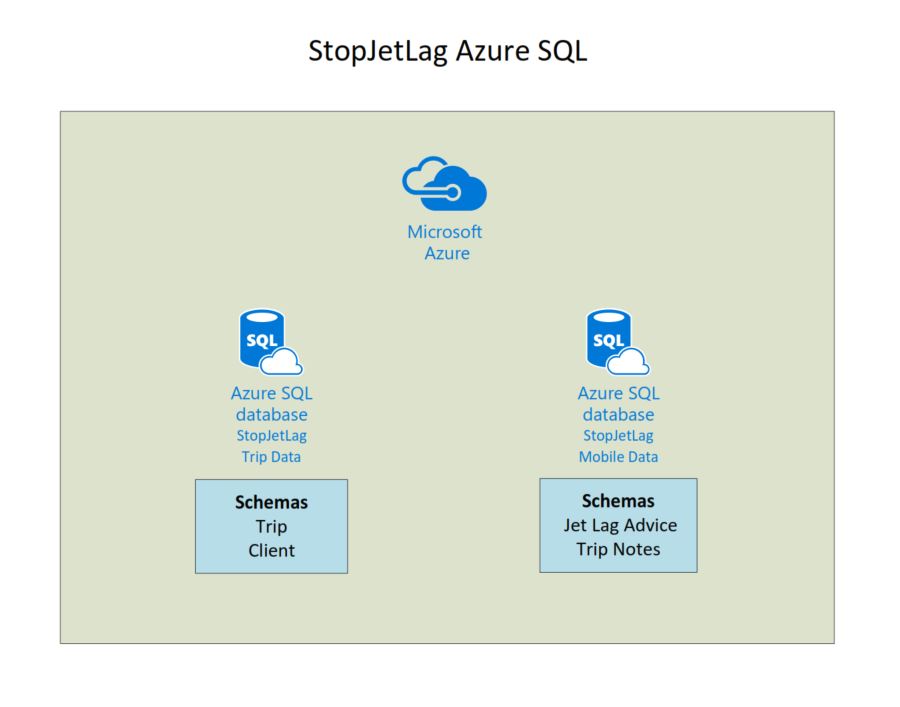 StopJetLag Azure SQL
Microsoft
Azure
SQL
Azure SQL
database
StopJetLag
Trip Data
Schemas
Trip
Client
SQL
Azure SQL
database
StopJetLag
Mobile Data
Schemas
Jet Lag Advice
Trip Notes